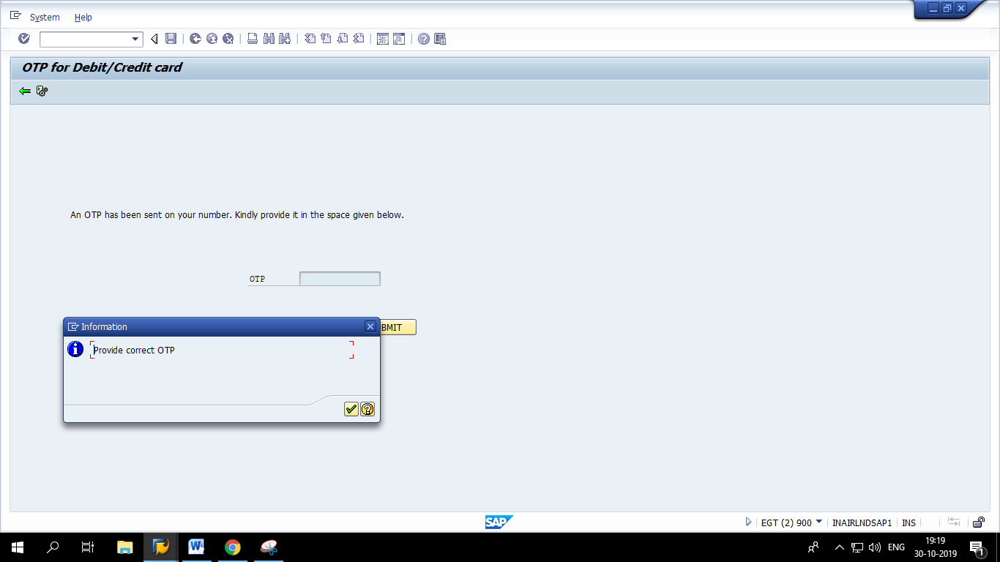 System Help
OTP for Debit/Credit card
An OTP has been sent on your number. Kindly provide it in the space given below.
OTP
BMIT
Information
Provide correct OTP
SAP
EGT (2) 900 INAIRLNDSAP1 INS
ENG 19:19
30-10-2019 1